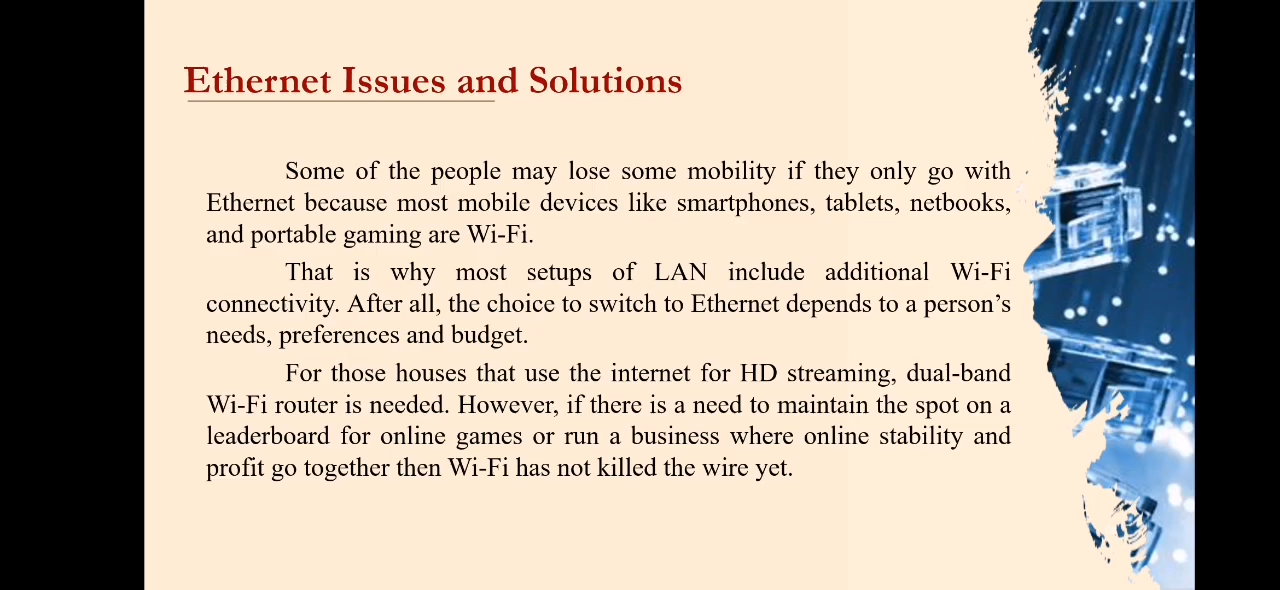 Ethernet Issues and Solutions
Some of the people may lose some mobility if they only go with
Ethernet because most mobile devices like smartphones, tablets, netbooks,
and portable gaming are Wi-Fi.
That is why most setups of LAN include additional Wi-Fi
connectivity. After all, the choice to switch to Ethernet depends to a person’s
needs, preferences and budget.
For those houses that use the internet for HD streaming, dual-band
Wi-Fi router is needed. However, if there is a need to maintain the spot on a
leaderboard for online games or run a business where online stability and
profit go together then Wi-Fi has not killed the wire yet.